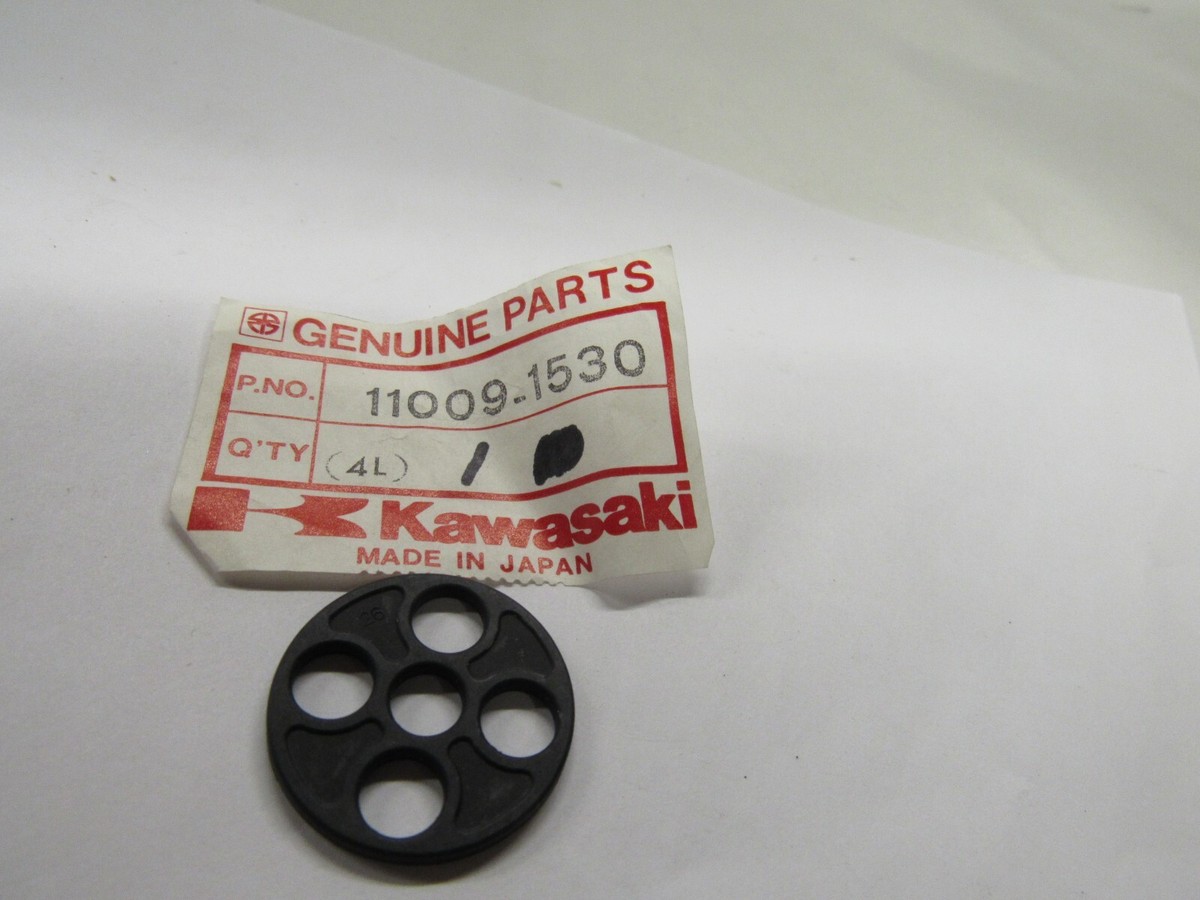 GENUINE PARTS
P.NO. 11009-1530
Q'TY (4L) 1
Kawasaki
MADE IN JAPAN